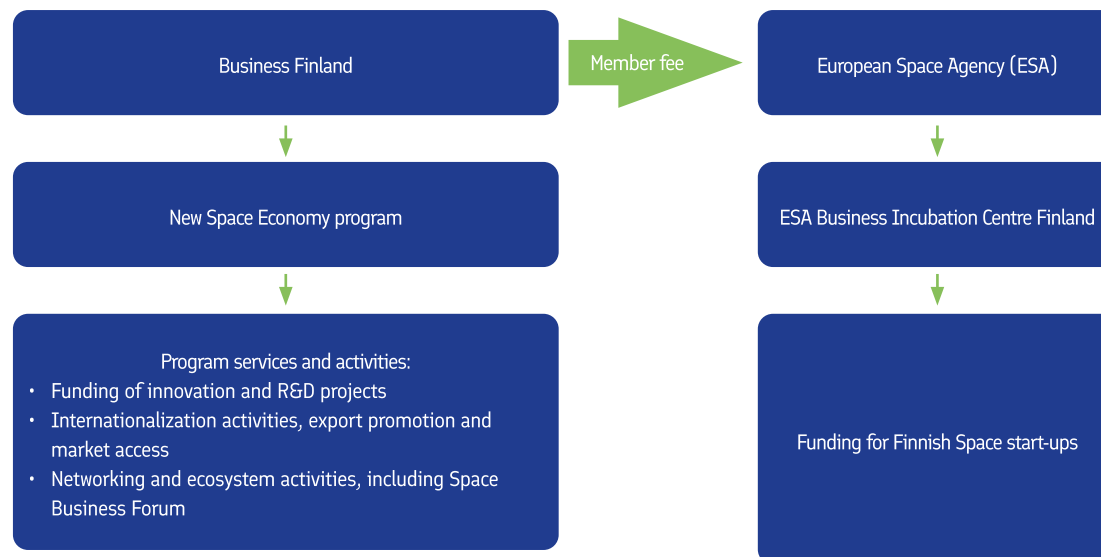 Business Finland
Member fee
European Space Agency (ESA)
New Space Economy program
ESA Business Incubation Centre Finland
Program services and activities:
• Funding of innovation and R&D projects
• Internationalization activities, export promotion and
market access
• Networking and ecosystem activities, including Space
Business Forum
Funding for Finnish Space start-ups